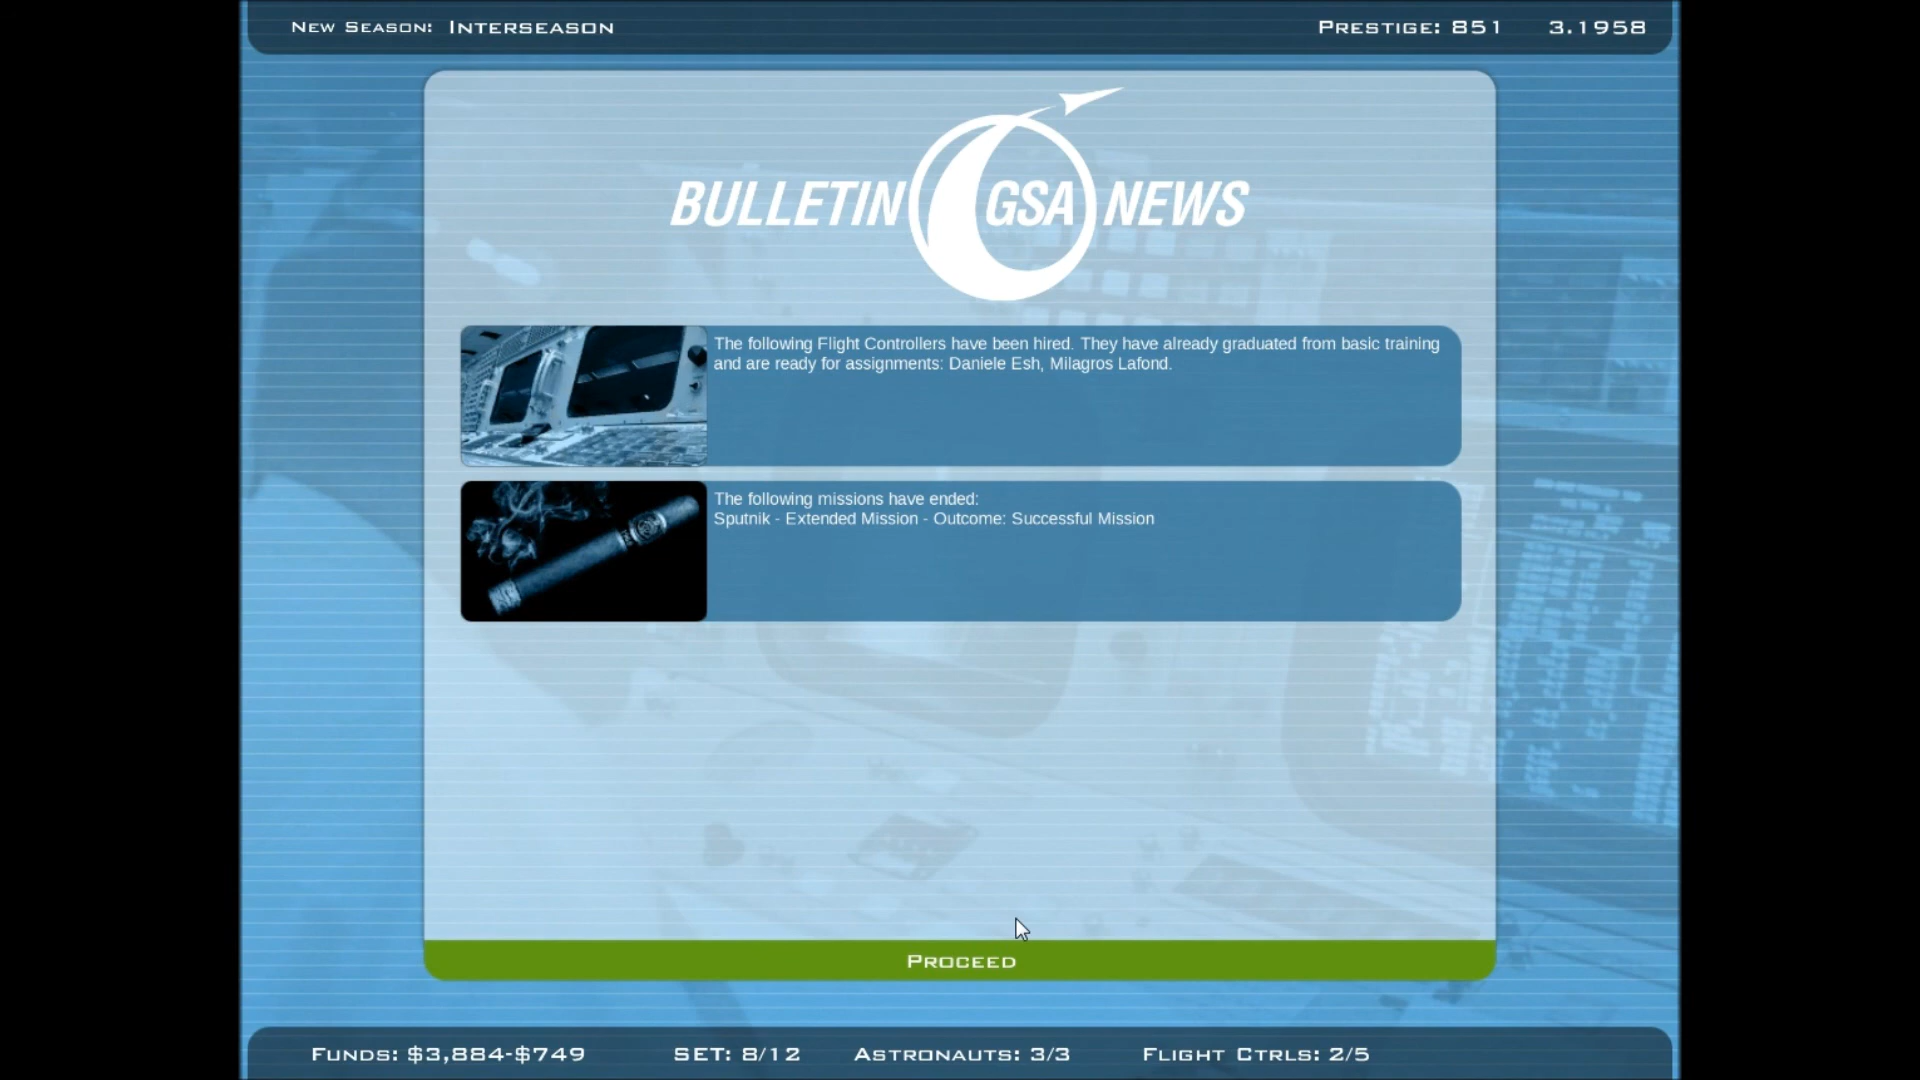 New Season: Interseason
Prestige: 851 3.1958
BULLETIN GSA NEWS
The following Flight Controllers have been hired. They have already graduated from basic training
and are ready for assignments: Daniele Esh, Milagros Lafond.
The following missions have ended:
Sputnik - Extended Mission - Outcome: Successful Mission
Proceed
Funds: $3,884-$749 SET: 8/12 Astronauts: 3/3 Flight Ctrls: 2/5